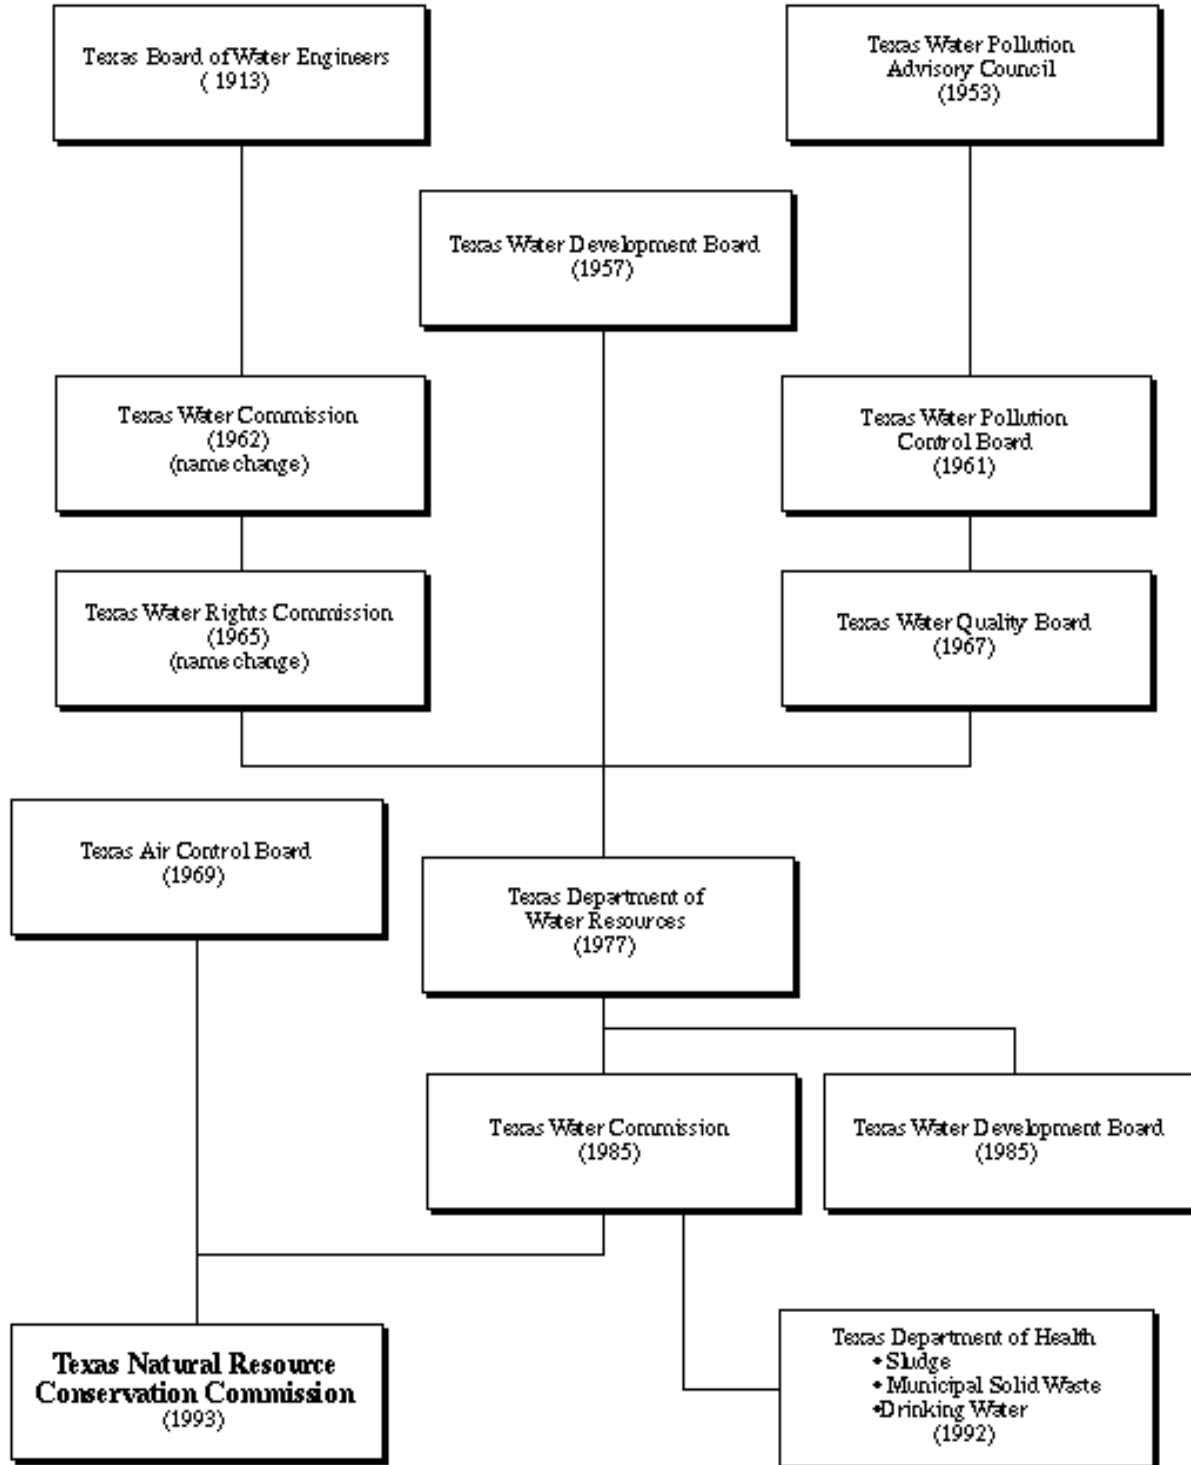 Texas Board of Water Engineers
( 1913)
Texas Water Pollution
Advisory Council
(1953)
Texas Water Development Board
(1957)
Texas Water Commission
(1962)
(name change)
Texas Water Pollution
Control Board
(1961)
Texas Water Rights Commission
(1965)
(name change)
Texas Water Quality Board
(1967)
Texas Air Control Board
(1969)
Texas Department of
Water Resources
(1977)
Texas Water Commission
(1985)
Texas Water Development Board
(1985)
Texas Natural Resource
Conservation Commission
(1993)
Texas Department of Health
• Sludge
• Municipal Solid Waste
•Drinking Water
(1992)